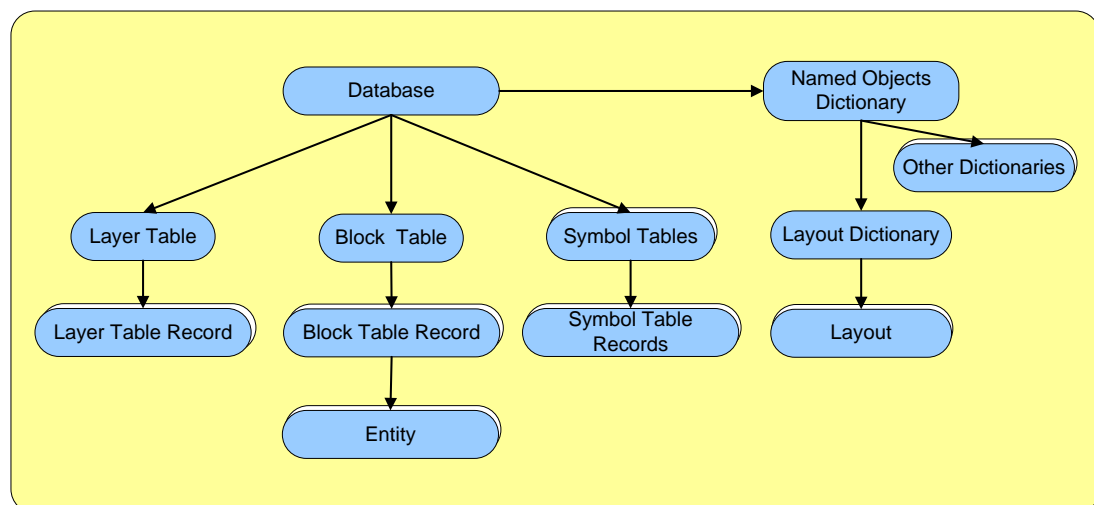 Database
Named Objects
Dictionary
Other Dictionaries
Layer Table
Block Table
Symbol Tables
Layout Dictionary
Layer Table Record
Block Table Record
Symbol Table
Records
Layout
Entity